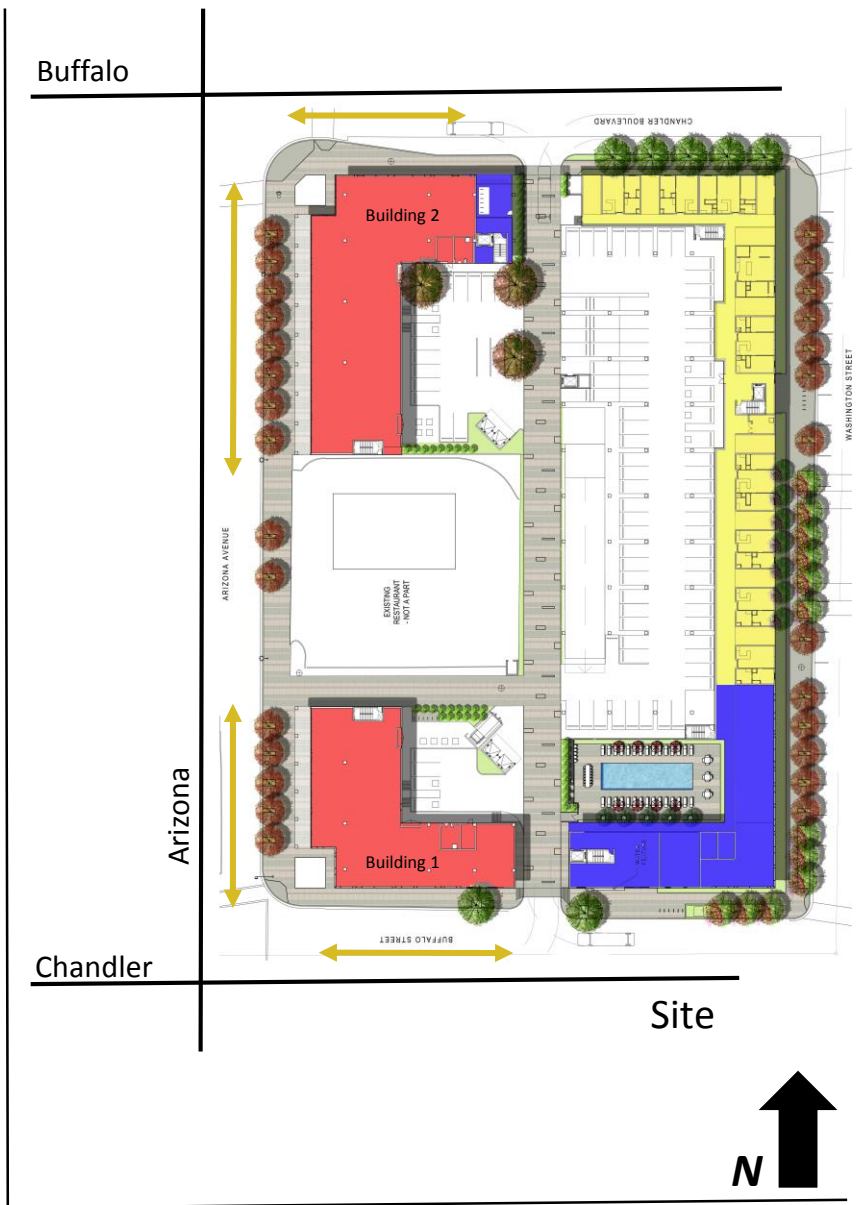 Buffalo
CHANDLER BOULEVARD
Building 2
WASHINGTON STREET
ARIZONA AVENUE
EXISTING
RESTAURANT
- NOT A PART
Arizona
Building 1
BUFFALO STREET
Chandler
Site
N